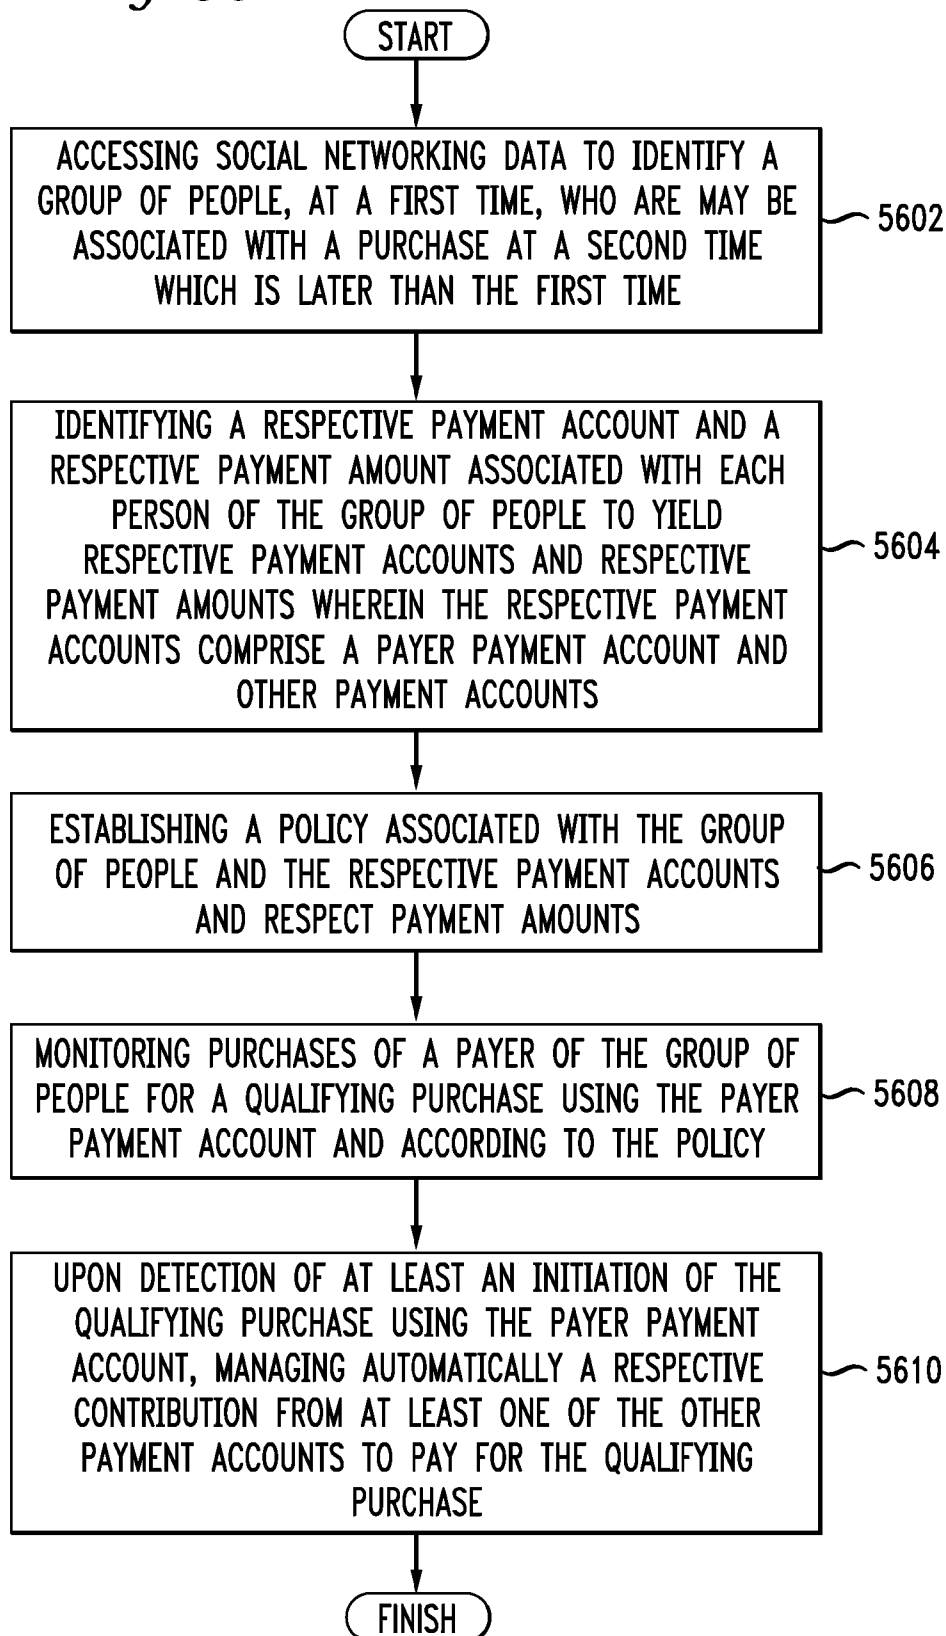 START
ACCESSING SOCIAL NETWORKING DATA TO IDENTIFY A
GROUP OF PEOPLE, AT A FIRST TIME, WHO ARE MAY BE
ASSOCIATED WITH A PURCHASE AT A SECOND TIME
WHICH IS LATER THAN THE FIRST TIME
5602
IDENTIFYING A RESPECTIVE PAYMENT ACCOUNT AND A
RESPECTIVE PAYMENT AMOUNT ASSOCIATED WITH EACH
PERSON OF THE GROUP OF PEOPLE TO YIELD
RESPECTIVE PAYMENT ACCOUNTS AND RESPECTIVE
PAYMENT AMOUNTS WHEREIN THE RESPECTIVE PAYMENT
ACCOUNTS COMPRISE A PAYER PAYMENT ACCOUNT AND
OTHER PAYMENT ACCOUNTS
5604
ESTABLISHING A POLICY ASSOCIATED WITH THE GROUP
OF PEOPLE AND THE RESPECTIVE PAYMENT ACCOUNTS
AND RESPECT PAYMENT AMOUNTS
5606
MONITORING PURCHASES OF A PAYER OF THE GROUP OF
PEOPLE FOR A QUALIFYING PURCHASE USING THE PAYER
PAYMENT ACCOUNT AND ACCORDING TO THE POLICY
5608
UPON DETECTION OF AT LEAST AN INITIATION OF THE
QUALIFYING PURCHASE USING THE PAYER PAYMENT
ACCOUNT, MANAGING AUTOMATICALLY A RESPECTIVE
CONTRIBUTION FROM AT LEAST ONE OF THE OTHER
PAYMENT ACCOUNTS TO PAY FOR THE QUALIFYING
PURCHASE
5610
FINISH